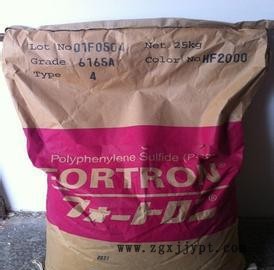 Lot No 01F0504 Net 25kg
Grade 6165A Color No HF2000
Type 4
Polyphenylene Sulfide (PPS)
FORTRON®
フォートロン®
www.zgxjjypt.com